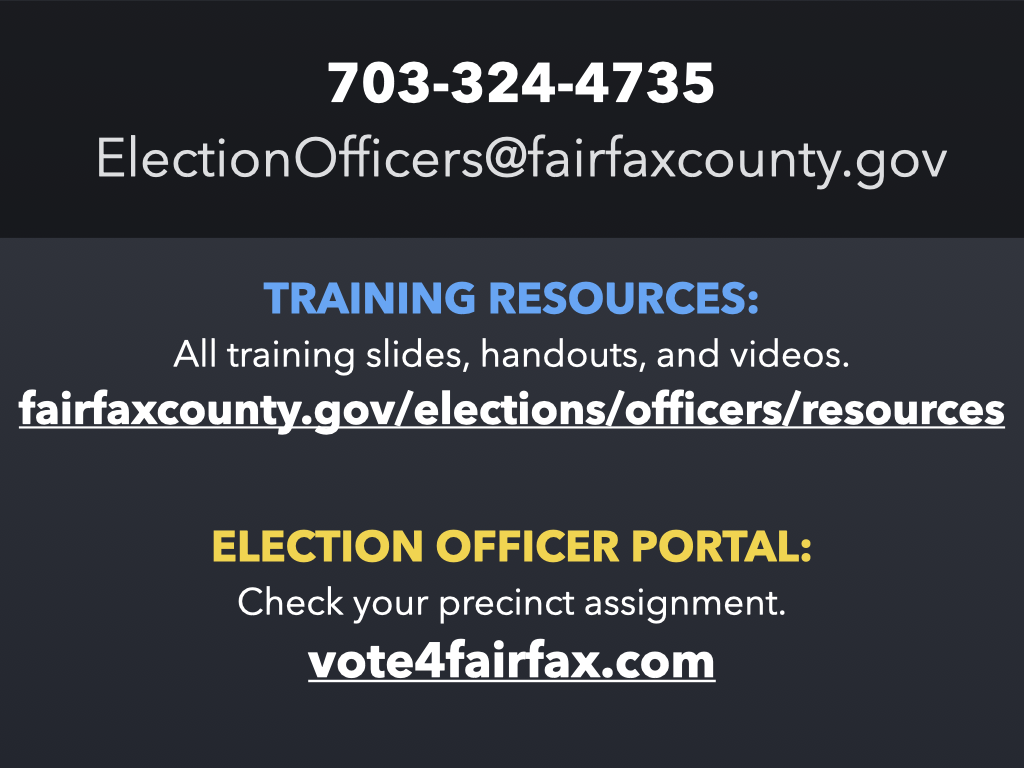 703-324-4735
ElectionOfficers@fairfaxcounty.gov
TRAINING RESOURCES:
All training slides, handouts, and videos.
fairfaxcounty.gov/elections/officers/resources
ELECTION OFFICER PORTAL:
Check your precinct assignment.
vote4fairfax.com